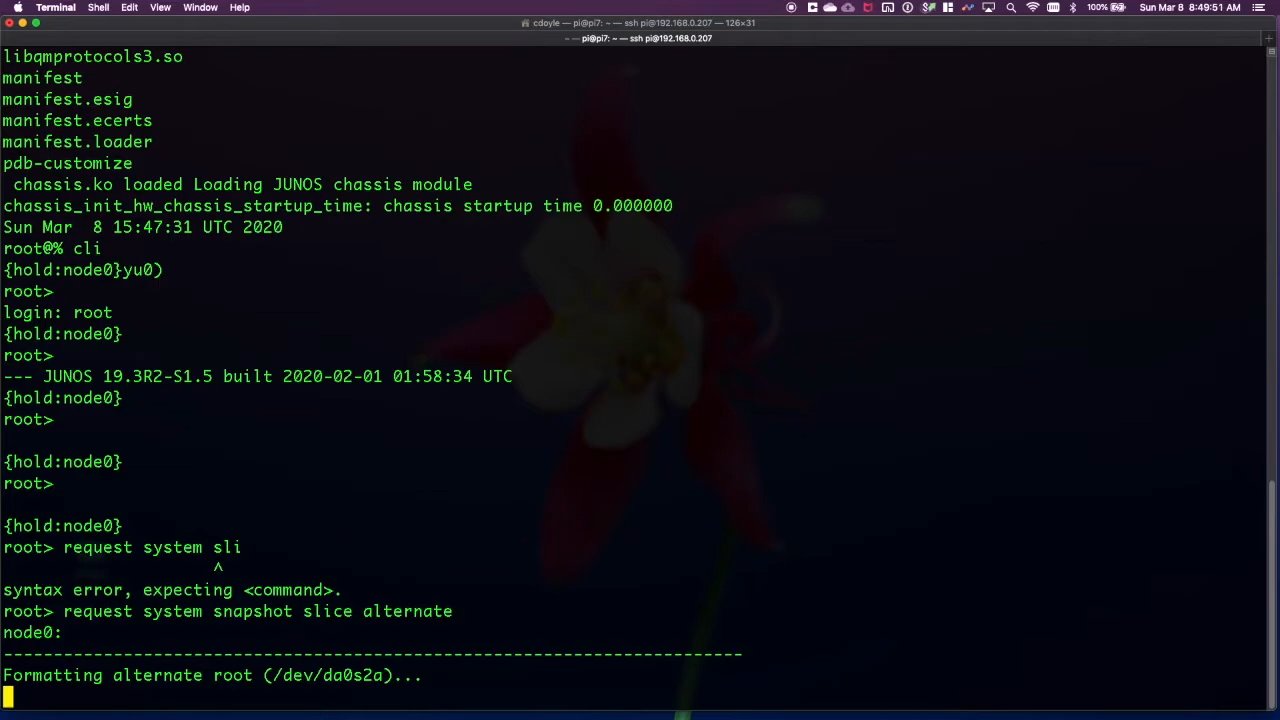 Terminal Shell Edit View Window Help 100% Sun Mar 8 8:49:51 AM
cdoyle — pi@pi7: ~ — ssh pi@192.168.0.207 — 126×31
~ — pi@pi7: ~ — ssh pi@192.168.0.207
libqmprotocols3.so
manifest
manifest.esig
manifest.ecerts
manifest.loader
pdb-customize
chassis.ko loaded Loading JUNOS chassis module
chassis_init_hw_chassis_startup_time: chassis startup time 0.000000
Sun Mar  8 15:47:31 UTC 2020
root@% cli
{hold:node0}yu0)
root>
login: root
{hold:node0}
root>
--- JUNOS 19.3R2-S1.5 built 2020-02-01 01:58:34 UTC
{hold:node0}
root>
{hold:node0}
root>
{hold:node0}
root> request system sli
^
syntax error, expecting <command>.
root> request system snapshot slice alternate
node0:
--------------------------------------------------------------------------
Formatting alternate root (/dev/da0s2a)...